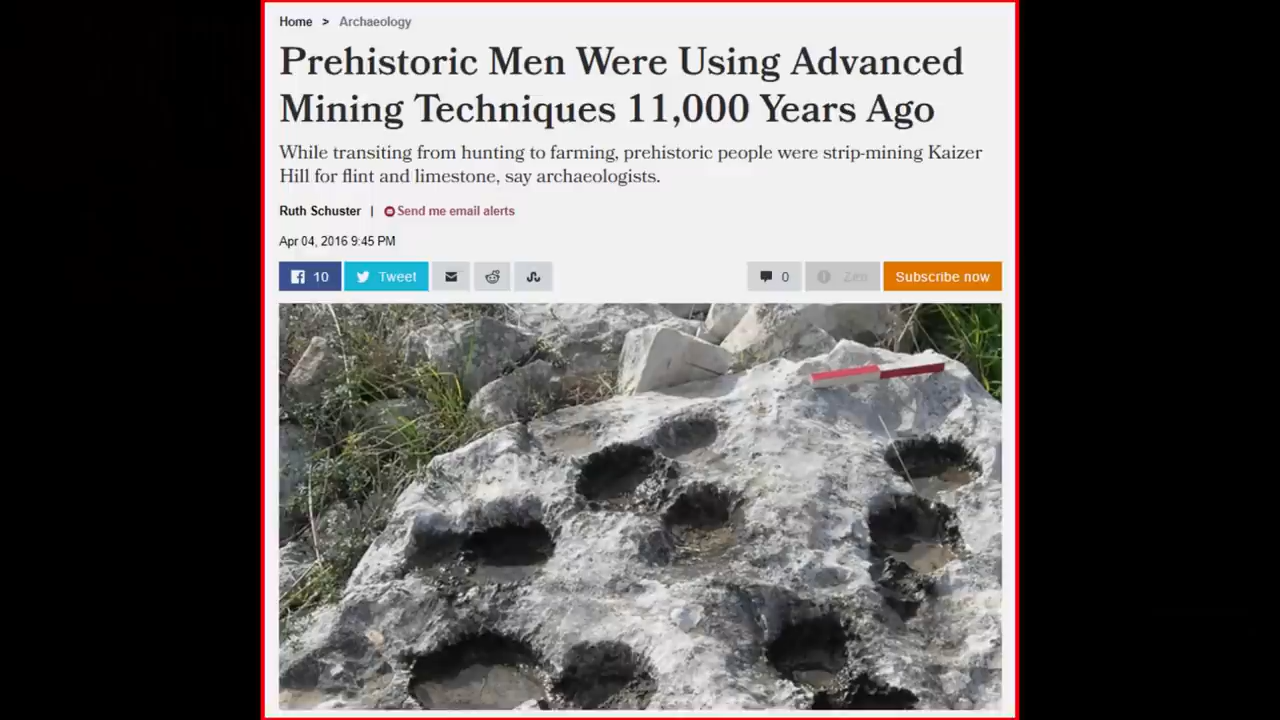 Home > Archaeology
Prehistoric Men Were Using Advanced
Mining Techniques 11,000 Years Ago
While transiting from hunting to farming, prehistoric people were strip-mining Kaizer
Hill for flint and limestone, say archaeologists.
Ruth Schuster | Send me email alerts
Apr 04, 2016 9:45 PM
10 Tweet 0 Zen Subscribe now